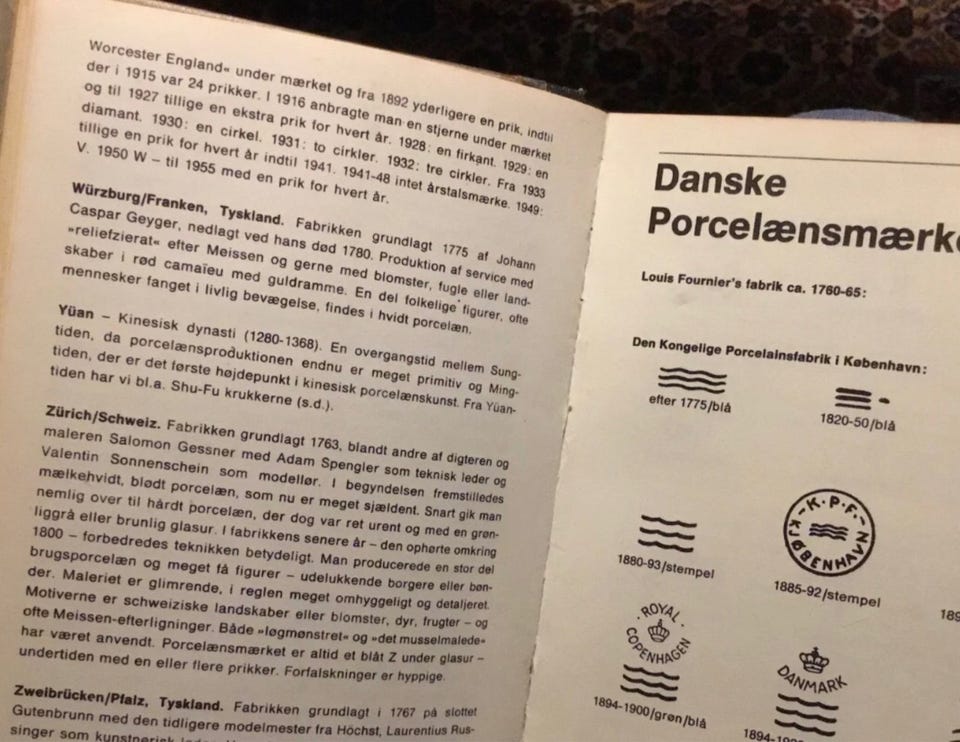 Worcester England« under mærket og fra 1892 yderligere en prik, indtil
der i 1915 var 24 prikker. I 1916 anbragte man en stjerne under mærket
og til 1927 tillige en ekstra prik for hvert år. 1928: en firkant. 1929: en
diamant. 1930: en cirkel. 1931: to cirkler. 1932: tre cirkler. Fra 1933
tillige en prik for hvert år indtil 1941. 1941-48 intet årstalsmærke. 1949:
V. 1950 W – til 1955 med en prik for hvert år.
Würzburg/Franken, Tyskland. Fabrikken grundlagt 1775 af Johann
Caspar Geyger, nedlagt ved hans død 1780. Produktion af service med
»reliefzierat« efter Meissen og gerne med blomster, fugle eller land-
skaber i rød camaïeu med guldramme. En del folkelige figurer, ofte
mennesker fanget i livlig bevægelse, findes i hvidt porcelæn.
Yüan – Kinesisk dynasti (1280-1368). En overgangstid mellem Sung-
tiden, da porcelænsproduktionen endnu er meget primitiv og Ming-
tiden, der er det første højdepunkt i kinesisk porcelænskunst. Fra Yüan-
tiden har vi bl.a. Shu-Fu krukkerne (s.d.).
Zürich/Schweiz. Fabrikken grundlagt 1763, blandt andre af digteren og
maleren Salomon Gessner med Adam Spengler som teknisk leder og
Valentin Sonnenschein som modellør. I begyndelsen fremstilledes
mælkehvidt, blødt porcelæn, som nu er meget sjældent. Snart gik man
nemlig over til hårdt porcelæn, der dog var ret urent og med en grøn-
liggrå eller brunlig glasur. I fabrikkens senere år – den ophørte omkring
1800 – forbedredes teknikken betydeligt. Man producerede en stor del
brugsporcelæn og meget få figurer – udelukkende borgere eller bøn-
der. Maleriet er glimrende, i reglen meget omhyggeligt og detaljeret.
Motiverne er schweiziske landskaber eller blomster, dyr, frugter – og
ofte Meissen-efterligninger. Både »løgmønstret« og »det musselmalede«
har været anvendt. Porcelænsmærket er altid et blåt Z under glasur –
undertiden med en eller flere prikker. Forfalskninger er hyppige.
Zweibrücken/Pfalz, Tyskland. Fabrikken grundlagt i 1767 på slottet
Gutenbrunn med den tidligere modelmester fra Höchst, Laurentius Rus-
singer som kunstnerisk
Danske
Porcelænsmærke
Louis Fournier's fabrik ca. 1760-65:
Den Kongelige Porcelainsfabrik i København:
efter 1775/blå
1820-50/blå
1880-93/stempel
K.P.F. KJØBENHAVN
1885-92/stempel
ROYAL COPENHAGEN
1894-1900/grøn/blå
DANMARK